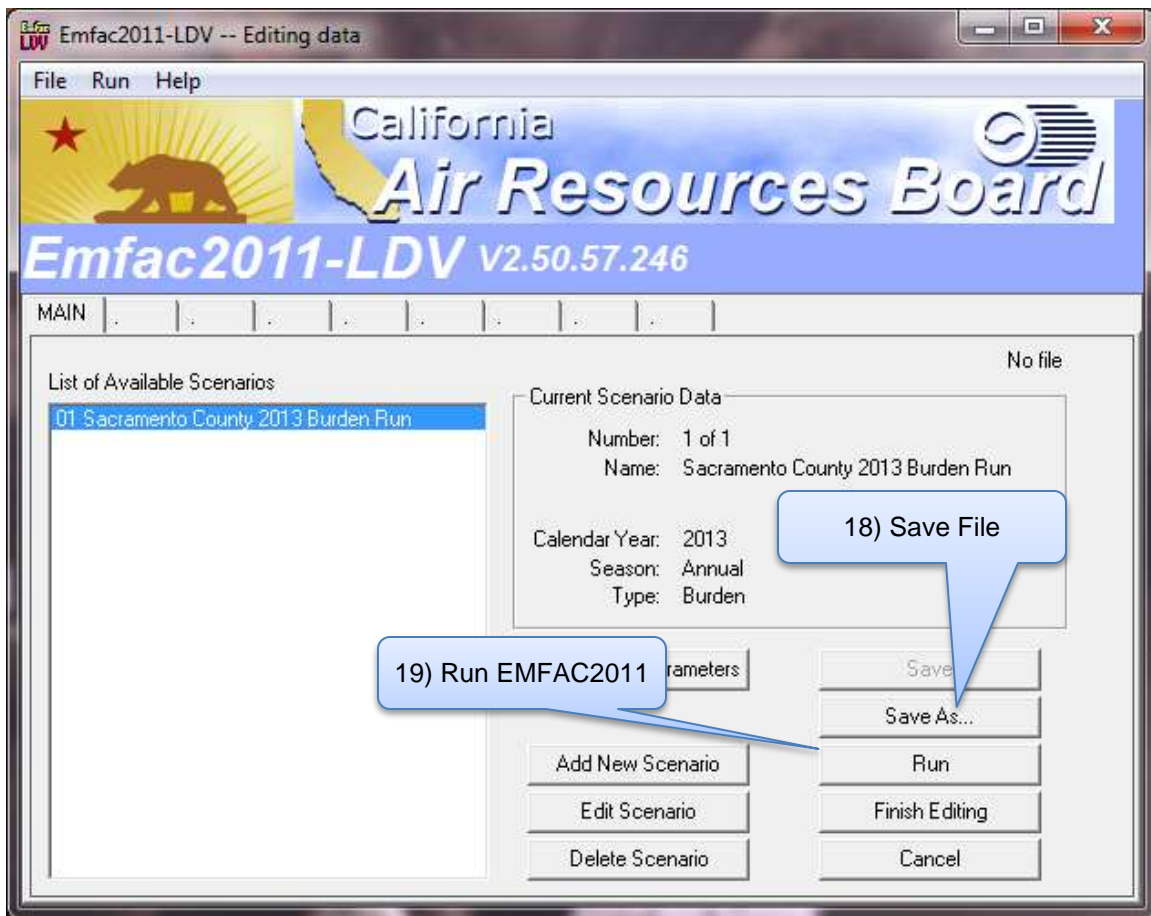 Emfac2011-LDV -- Editing data
File Run Help
California
Air Resources Board
Emfac2011-LDV V2.50.57.246
MAIN
No file
List of Available Scenarios
01 Sacramento County 2013 Burden Run
Current Scenario Data
Number: 1 of 1
Name: Sacramento County 2013 Burden Run
Calendar Year: 2013
Season: Annual
Type: Burden
18) Save File
19) Run EMFAC2011
Save
Save As...
Add New Scenario
Run
Edit Scenario
Finish Editing
Delete Scenario
Cancel